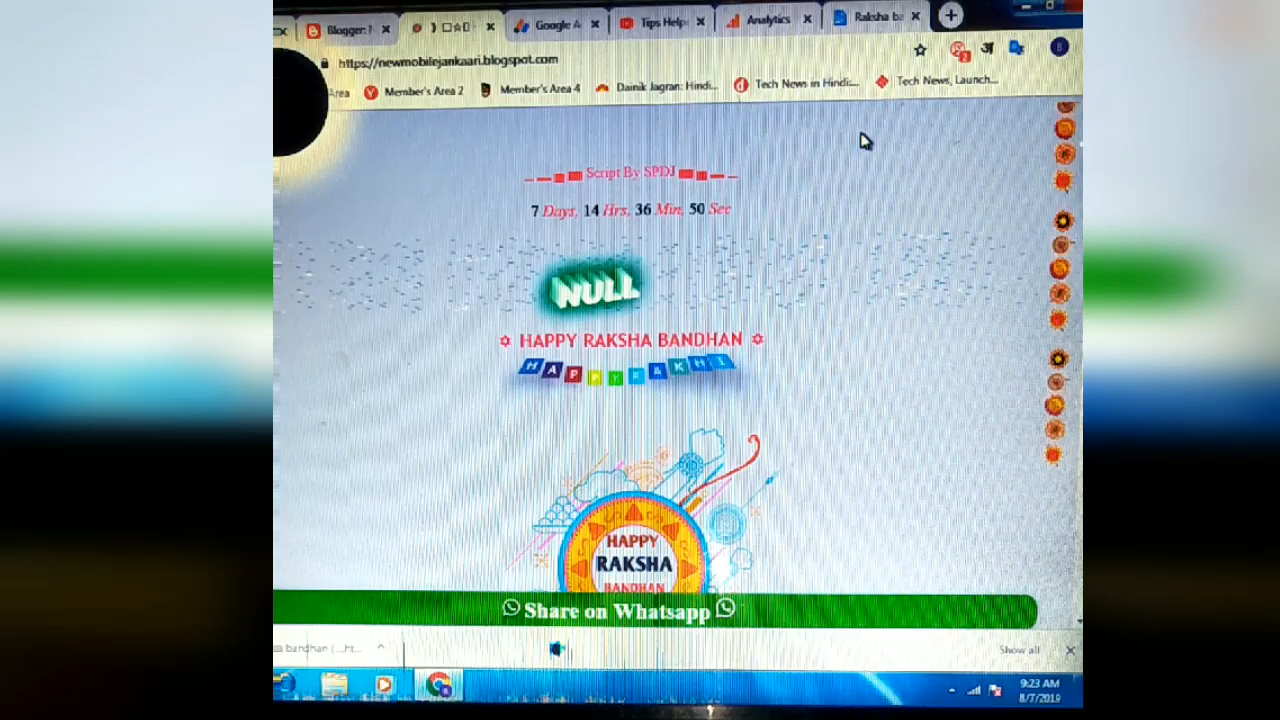 Blogger: Google A Tips Help Analytics Raksha ba
https://newmobilejankaari.blogspot.com
Area Member's Area 2 Member's Area 4 Dainik Jagran: Hindi... Tech News in Hindi:... Tech News, Launch...
Script By SPDJ
7 Days, 14 Hrs, 36 Min, 50 Sec
NULL
HAPPY RAKSHA BANDHAN
HAPPY RAKHI
HAPPY
RAKSHA
BANDHAN
Share on Whatsapp
bandhan (....ht... Show all
9:23 AM
8/7/2019